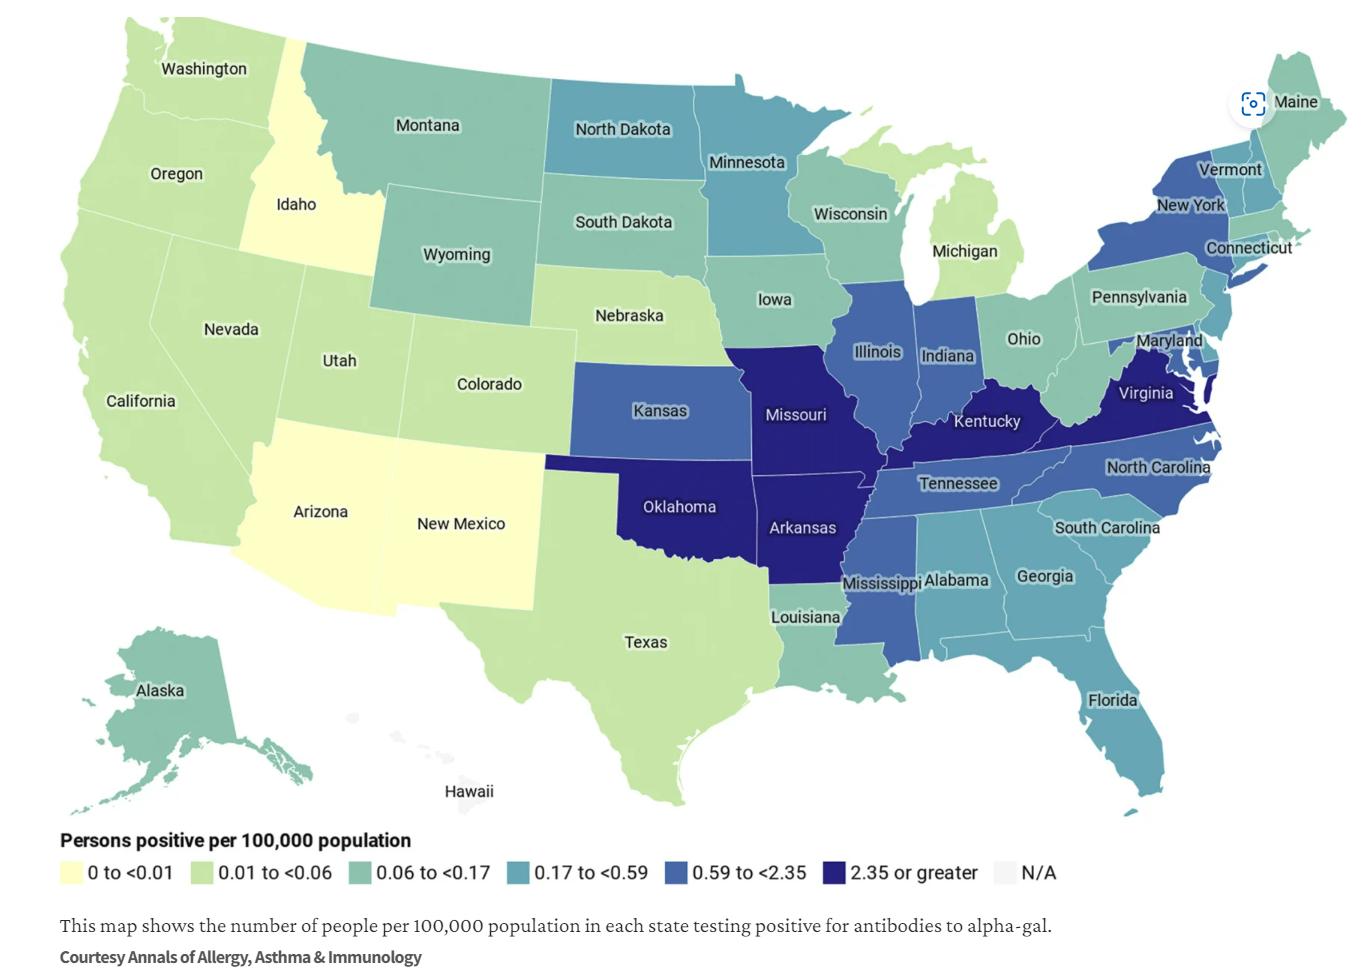 Washington
Montana
North Dakota
Minnesota
Maine
Oregon
Idaho
Wyoming
South Dakota
Wisconsin
Michigan
Vermont
New York
Connecticut
Nevada
Utah
Colorado
Nebraska
Iowa
Illinois
Indiana
Ohio
Pennsylvania
Maryland
California
Kansas
Missouri
Kentucky
Virginia
Arizona
New Mexico
Oklahoma
Arkansas
Tennessee
North Carolina
South Carolina
Mississippi
Alabama
Georgia
Louisiana
Texas
Florida
Alaska
Hawaii
Persons positive per 100,000 population
0 to <0.01 0.01 to <0.06 0.06 to <0.17 0.17 to <0.59 0.59 to <2.35 2.35 or greater N/A
This map shows the number of people per 100,000 population in each state testing positive for antibodies to alpha-gal.
Courtesy Annals of Allergy, Asthma & Immunology